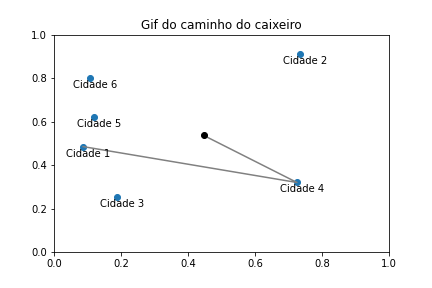 Gif do caminho do caixeiro
1.0
0.8
0.6
0.4
0.2
0.0
Cidade 2
Cidade 6
Cidade 5
Cidade 1
Cidade 4
Cidade 3
0.0 0.2 0.4 0.6 0.8 1.0